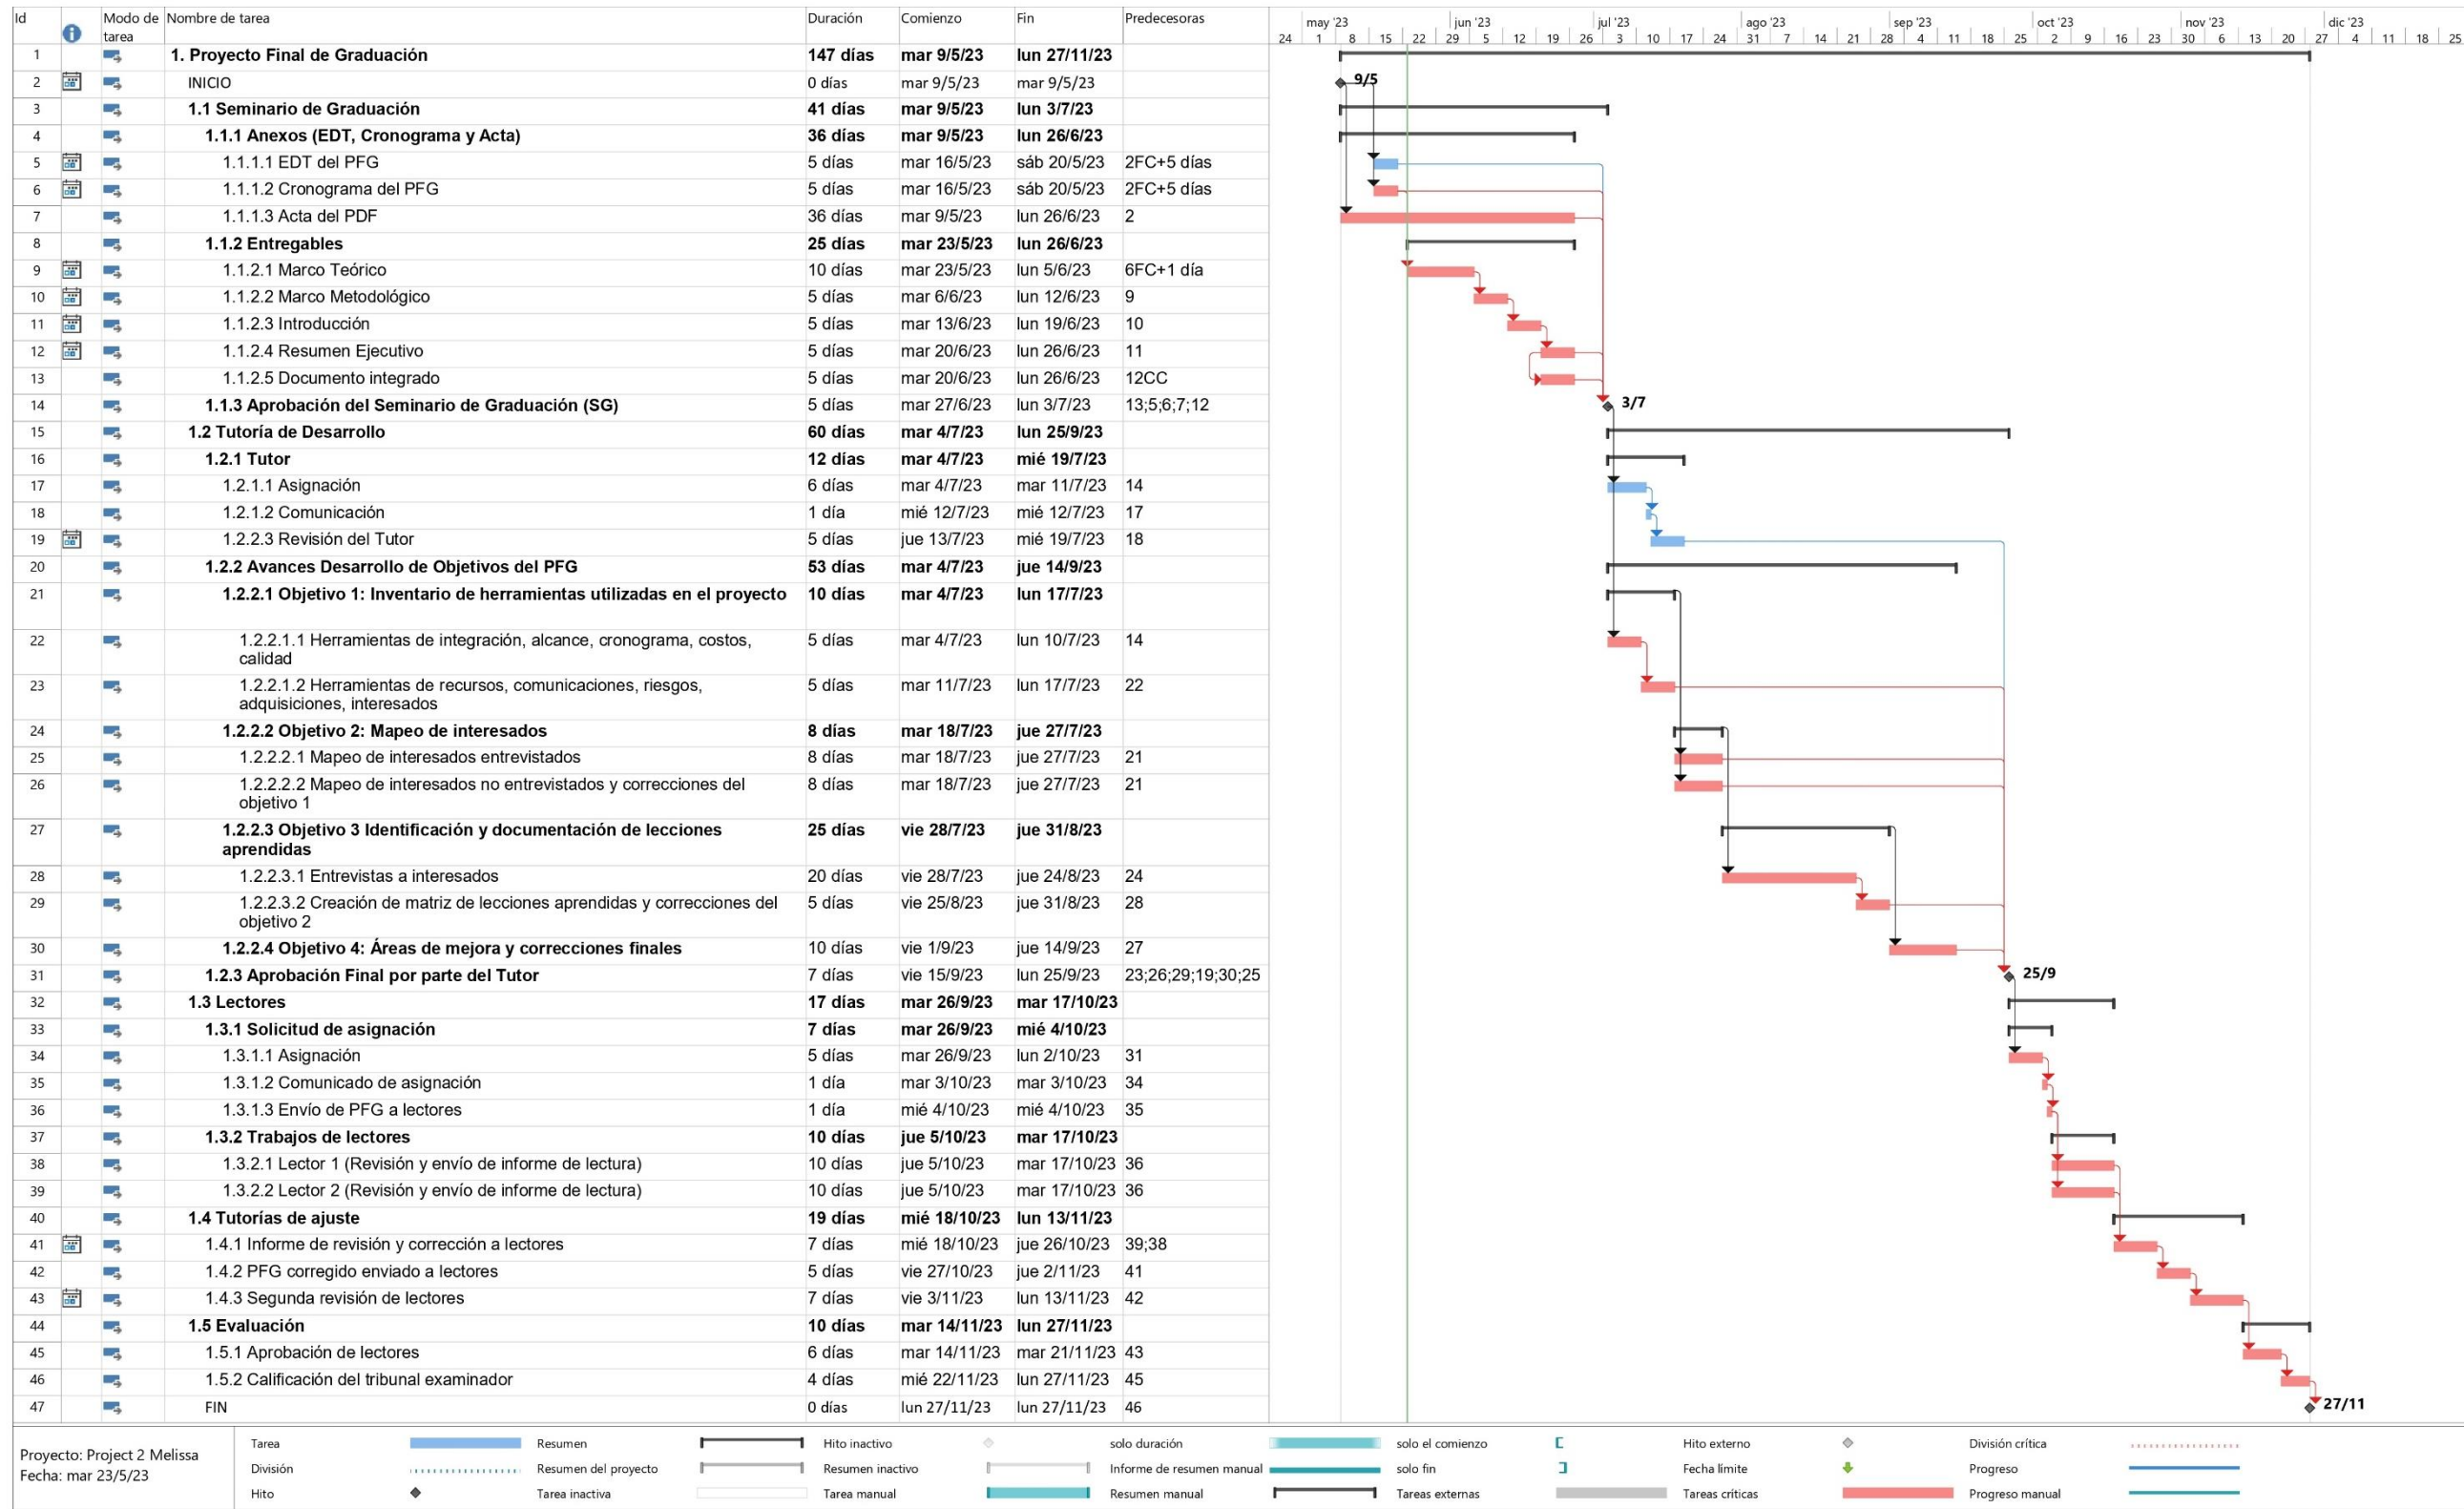 Id Modo de tarea Nombre de tarea Duración Comienzo Fin Predecesoras
may '23 jun '23 jul '23 ago '23 sep '23 oct '23 nov '23 dic '23
24 1 8 15 22 29 5 12 19 26 3 10 17 24 31 7 14 21 28 4 11 18 25 2 9 16 23 30 6 13 20 27 4 11 18 25
1 1. Proyecto Final de Graduación 147 días mar 9/5/23 lun 27/11/23
2 INICIO 0 días mar 9/5/23 mar 9/5/23 9/5
3 1.1 Seminario de Graduación 41 días mar 9/5/23 lun 3/7/23
4 1.1.1 Anexos (EDT, Cronograma y Acta) 36 días mar 9/5/23 lun 26/6/23
5 1.1.1.1 EDT del PFG 5 días mar 16/5/23 sáb 20/5/23 2FC+5 días
6 1.1.1.2 Cronograma del PFG 5 días mar 16/5/23 sáb 20/5/23 2FC+5 días
7 1.1.1.3 Acta del PDF 36 días mar 9/5/23 lun 26/6/23 2
8 1.1.2 Entregables 25 días mar 23/5/23 lun 26/6/23
9 1.1.2.1 Marco Teórico 10 días mar 23/5/23 lun 5/6/23 6FC+1 día
10 1.1.2.2 Marco Metodológico 5 días mar 6/6/23 lun 12/6/23 9
11 1.1.2.3 Introducción 5 días mar 13/6/23 lun 19/6/23 10
12 1.1.2.4 Resumen Ejecutivo 5 días mar 20/6/23 lun 26/6/23 11
13 1.1.2.5 Documento integrado 5 días mar 20/6/23 lun 26/6/23 12CC
14 1.1.3 Aprobación del Seminario de Graduación (SG) 5 días mar 27/6/23 lun 3/7/23 13;5;6;7;12 3/7
15 1.2 Tutoría de Desarrollo 60 días mar 4/7/23 lun 25/9/23
16 1.2.1 Tutor 12 días mar 4/7/23 mié 19/7/23
17 1.2.1.1 Asignación 6 días mar 4/7/23 mar 11/7/23 14
18 1.2.1.2 Comunicación 1 día mié 12/7/23 mié 12/7/23 17
19 1.2.2.3 Revisión del Tutor 5 días jue 13/7/23 mié 19/7/23 18
20 1.2.2 Avances Desarrollo de Objetivos del PFG 53 días mar 4/7/23 jue 14/9/23
21 1.2.2.1 Objetivo 1: Inventario de herramientas utilizadas en el proyecto 10 días mar 4/7/23 lun 17/7/23
22 1.2.2.1.1 Herramientas de integración, alcance, cronograma, costos, 5 días mar 4/7/23 lun 10/7/23 14
calidad
23 1.2.2.1.2 Herramientas de recursos, comunicaciones, riesgos, 5 días mar 11/7/23 lun 17/7/23 22
adquisiciones, interesados
24 1.2.2.2 Objetivo 2: Mapeo de interesados 8 días mar 18/7/23 jue 27/7/23
25 1.2.2.2.1 Mapeo de interesados entrevistados 8 días mar 18/7/23 jue 27/7/23 21
26 1.2.2.2.2 Mapeo de interesados no entrevistados y correcciones del 8 días mar 18/7/23 jue 27/7/23 21
objetivo 1
27 1.2.2.3 Objetivo 3 Identificación y documentación de lecciones 25 días vie 28/7/23 jue 31/8/23
aprendidas
28 1.2.2.3.1 Entrevistas a interesados 20 días vie 28/7/23 jue 24/8/23 24
29 1.2.2.3.2 Creación de matriz de lecciones aprendidas y correcciones del 5 días vie 25/8/23 jue 31/8/23 28
objetivo 2
30 1.2.2.4 Objetivo 4: Áreas de mejora y correcciones finales 10 días vie 1/9/23 jue 14/9/23 27
31 1.2.3 Aprobación Final por parte del Tutor 7 días vie 15/9/23 lun 25/9/23 23;26;29;19;30;25 25/9
32 1.3 Lectores 17 días mar 26/9/23 mar 17/10/23
33 1.3.1 Solicitud de asignación 7 días mar 26/9/23 mié 4/10/23
34 1.3.1.1 Asignación 5 días mar 26/9/23 lun 2/10/23 31
35 1.3.1.2 Comunicado de asignación 1 día mar 3/10/23 mar 3/10/23 34
36 1.3.1.3 Envío de PFG a lectores 1 día mié 4/10/23 mié 4/10/23 35
37 1.3.2 Trabajos de lectores 10 días jue 5/10/23 mar 17/10/23
38 1.3.2.1 Lector 1 (Revisión y envío de informe de lectura) 10 días jue 5/10/23 mar 17/10/23 36
39 1.3.2.2 Lector 2 (Revisión y envío de informe de lectura) 10 días jue 5/10/23 mar 17/10/23 36
40 1.4 Tutorías de ajuste 19 días mié 18/10/23 lun 13/11/23
41 1.4.1 Informe de revisión y corrección a lectores 7 días mié 18/10/23 jue 26/10/23 39;38
42 1.4.2 PFG corregido enviado a lectores 5 días vie 27/10/23 jue 2/11/23 41
43 1.4.3 Segunda revisión de lectores 7 días vie 3/11/23 lun 13/11/23 42
44 1.5 Evaluación 10 días mar 14/11/23 lun 27/11/23
45 1.5.1 Aprobación de lectores 6 días mar 14/11/23 mar 21/11/23 43
46 1.5.2 Calificación del tribunal examinador 4 días mié 22/11/23 lun 27/11/23 45
47 FIN 0 días lun 27/11/23 lun 27/11/23 46 27/11
Proyecto: Project 2 Melissa
Fecha: mar 23/5/23
Tarea Resumen Hito inactivo solo duración solo el comienzo Hito externo División crítica
División Resumen del proyecto Resumen inactivo Informe de resumen manual solo fin Fecha límite Progreso
Hito Tarea inactiva Tarea manual Resumen manual Tareas externas Tareas críticas Progreso manual